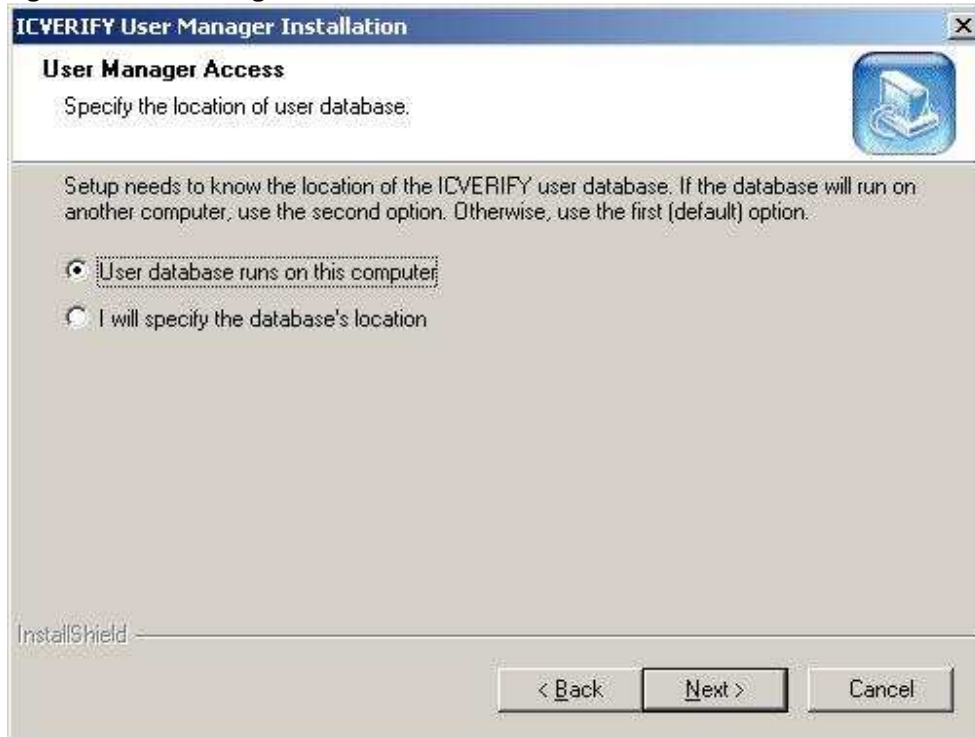 ICVERIFY User Manager Installation
User Manager Access
Specify the location of user database.
Setup needs to know the location of the ICVERIFY user database. If the database will run on
another computer, use the second option. Otherwise, use the first (default) option.
User database runs on this computer
I will specify the database's location
InstallShield
< Back
Next >
Cancel